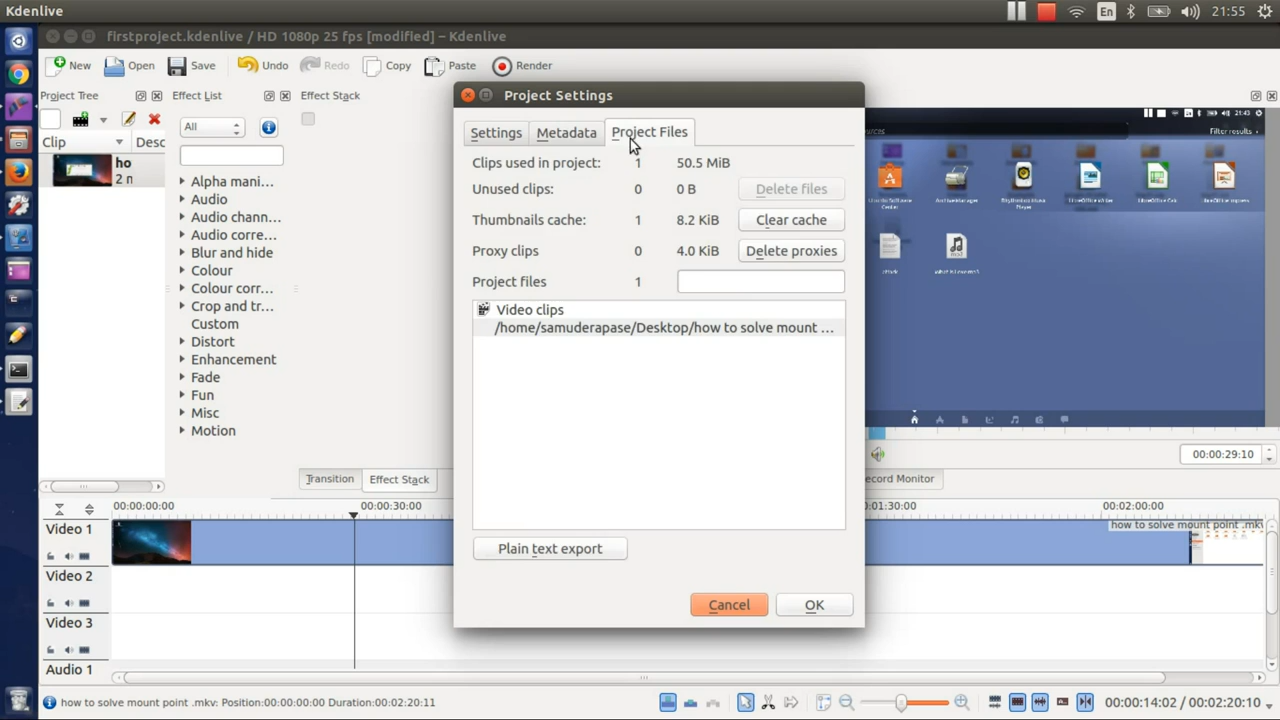 Kdenlive
En
21:55
firstproject.kdenlive / HD 1080p 25 fps [modified] – Kdenlive
New Open Save Undo Redo Copy Paste Render
Project Tree
Effect List
Effect Stack
Clip
Desc
ho
2 n
All
Alpha mani...
Audio
Audio chann...
Audio corre...
Blur and hide
Colour
Colour corr...
Crop and tr...
Custom
Distort
Enhancement
Fade
Fun
Misc
Motion
Transition
Effect Stack
Project Settings
Settings Metadata Project Files
Clips used in project: 1 50.5 MiB
Unused clips: 0 0 B Delete files
Thumbnails cache: 1 8.2 KiB Clear cache
Proxy clips 0 4.0 KiB Delete proxies
Project files 1
Video clips
/home/samuderapase/Desktop/how to solve mount ...
Plain text export
Cancel OK
21:43
Filter results
00:00:29:10
ecord Monitor
00:00:00:00 00:00:30:00 0:01:30:00 00:02:00:00
Video 1
how to solve mount point .mkv
Video 2
Video 3
Audio 1
how to solve mount point .mkv: Position:00:00:00:00 Duration:00:02:20:11
00:00:14:02 / 00:02:20:10